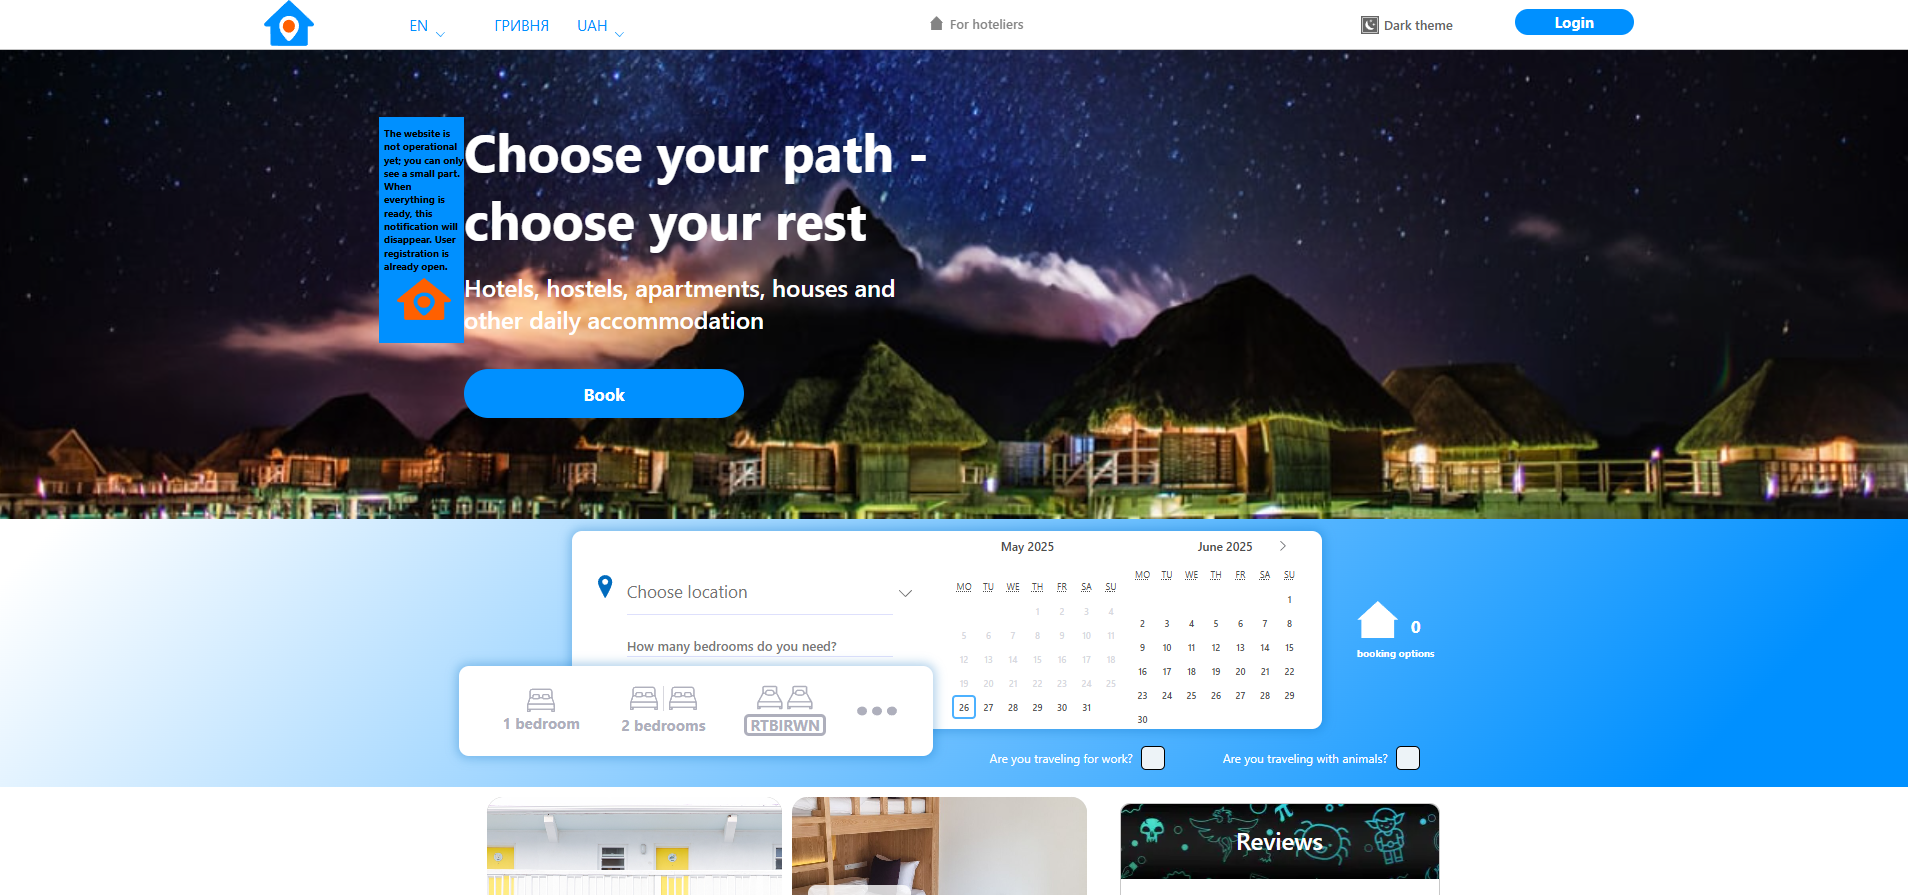 EN
ГРИВНЯ UAH
For hoteliers
Dark theme
Login
The website is
not operational
yet; you can only
see a small part.
When
everything is
ready, this
notification will
disappear. User
registration is
already open.
Choose your path -
choose your rest
Hotels, hostels, apartments, houses and
other daily accommodation
Book
Choose location
How many bedrooms do you need?
1 bedroom
2 bedrooms
RTBIRWN
May 2025
MO TU WE TH FR SA SU
1 2 3 4
5 6 7 8 9 10 11
12 13 14 15 16 17 18
19 20 21 22 23 24 25
26 27 28 29 30 31
June 2025
MO TU WE TH FR SA SU
1
2 3 4 5 6 7 8
9 10 11 12 13 14 15
16 17 18 19 20 21 22
23 24 25 26 27 28 29
30
0
booking options
Are you traveling for work?
Are you traveling with animals?
Reviews